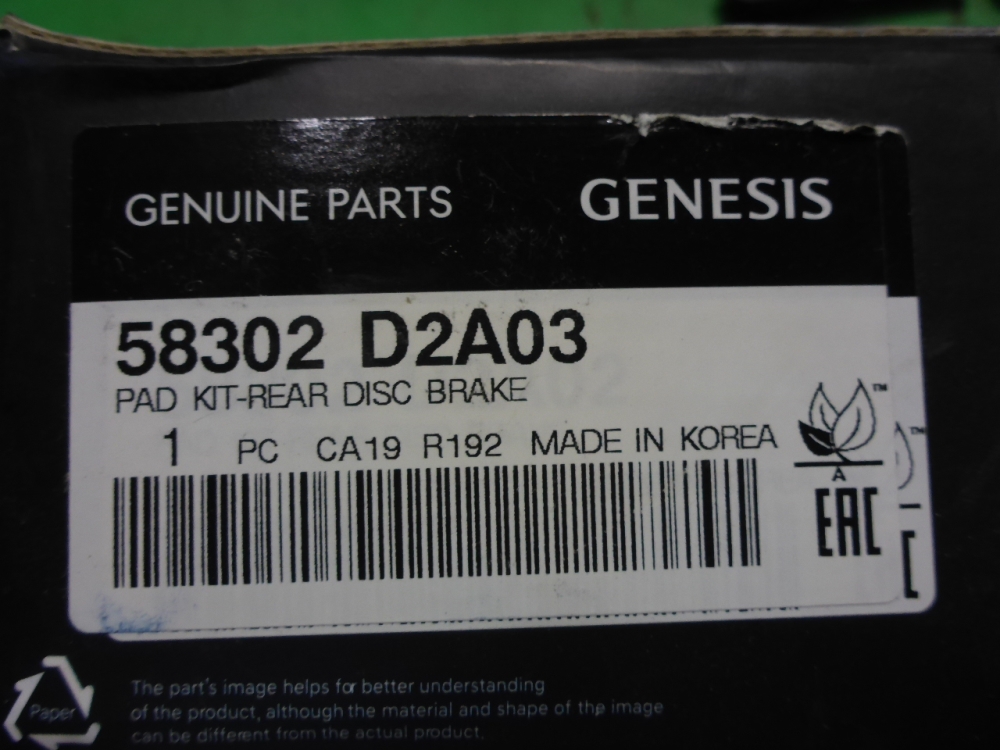 GENUINE PARTS GENESIS
58302 D2A03
PAD KIT-REAR DISC BRAKE
1 PC CA19 R192 MADE IN KOREA
TM
TM
A
EAC
Paper
The part's image helps for better understanding
of the product, although the material and shape of the image
can be different from the actual product.